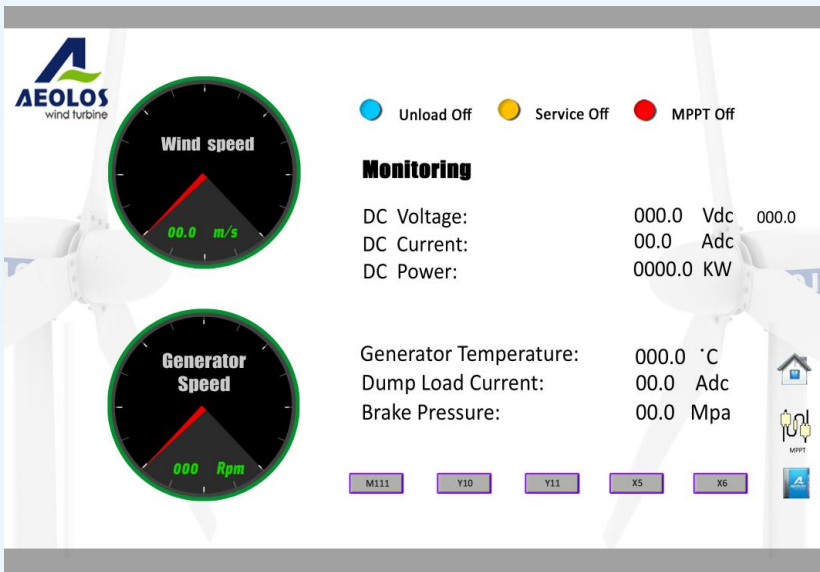 AEOLOS
wind turbine
Wind speed
00.0 m/s
Unload Off
Service Off
MPPT Off
Monitoring
DC Voltage: 000.0 Vdc 000.0
DC Current: 00.0 Adc
DC Power: 0000.0 KW
Generator
Speed
000 Rpm
Generator Temperature: 000.0 ˙C
Dump Load Current: 00.0 Adc
Brake Pressure: 00.0 Mpa
MPPT
M111
Y10
Y11
X5
X6